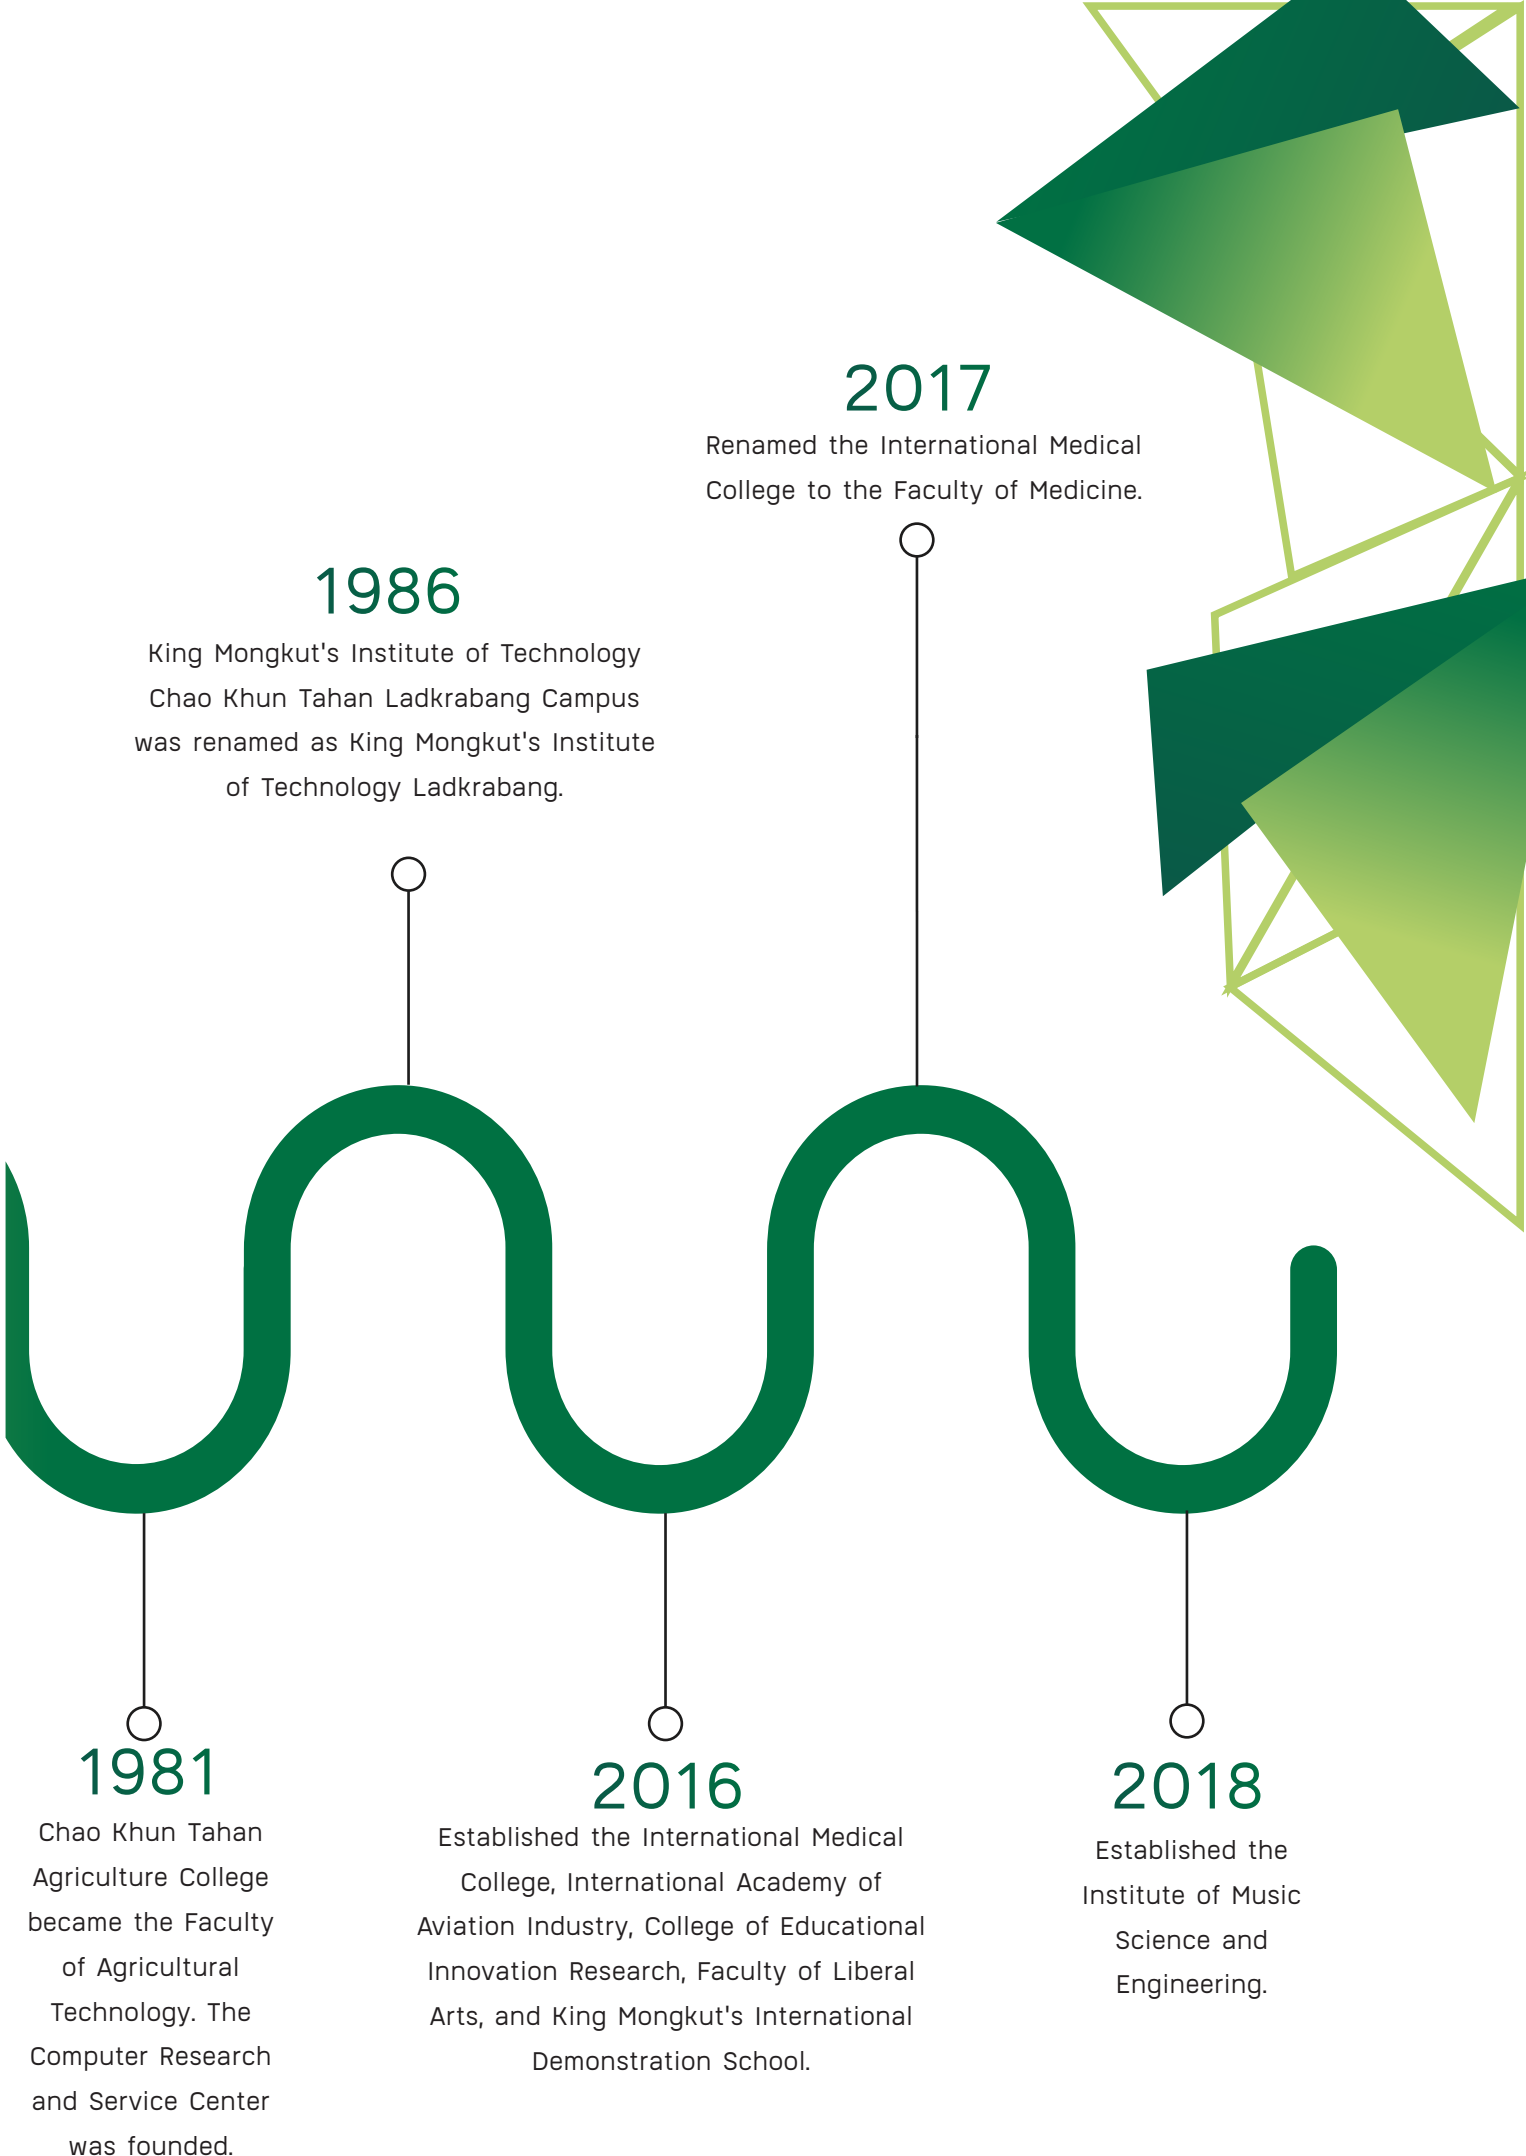 2017
Renamed the International Medical
College to the Faculty of Medicine.
1986
King Mongkut's Institute of Technology
Chao Khun Tahan Ladkrabang Campus
was renamed as King Mongkut's Institute
of Technology Ladkrabang.
1981
Chao Khun Tahan
Agriculture College
became the Faculty
of Agricultural
Technology. The
Computer Research
and Service Center
was founded.
2016
Established the International Medical
College, International Academy of
Aviation Industry, College of Educational
Innovation Research, Faculty of Liberal
Arts, and King Mongkut's International
Demonstration School.
2018
Established the
Institute of Music
Science and
Engineering.